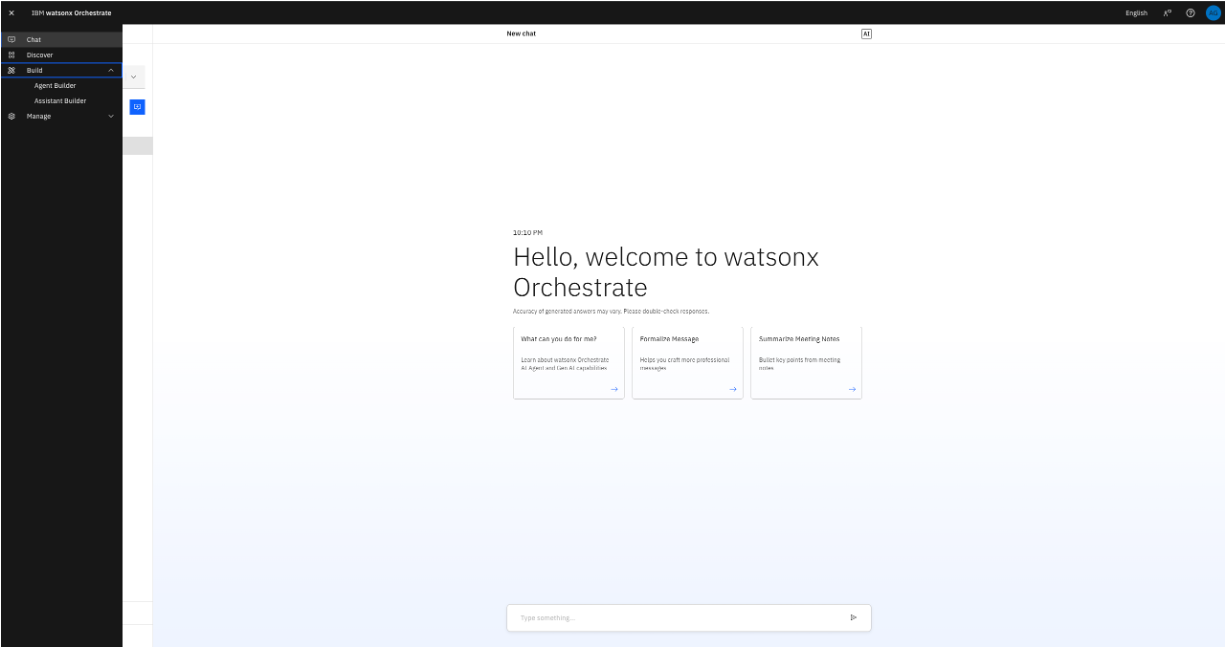 IBM watsonx Orchestrate
English
Chat
Discover
Build
Agent Builder
Assistant Builder
Manage
New chat
AI
10:10 PM
Hello, welcome to watsonx
Orchestrate
Accuracy of generated answers may vary. Please double-check responses.
What can you do for me?
Learn about watsonx Orchestrate
AI Agent and Gen AI capabilities
Formalize Message
Helps you craft more professional
messages
Summarize Meeting Notes
Bullet key points from meeting
notes
Type something...